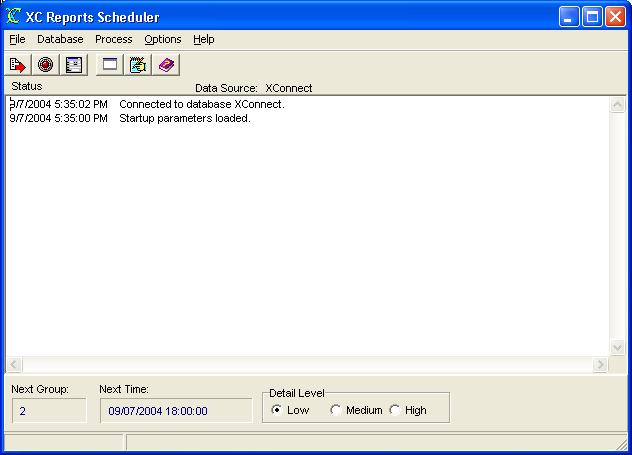 XC Reports Scheduler
File Database Process Options Help
Status Data Source: XConnect
9/7/2004 5:35:02 PM Connected to database XConnect.
9/7/2004 5:35:00 PM Startup parameters loaded.
Next Group: Next Time: Detail Level
2 09/07/2004 18:00:00 Low Medium High